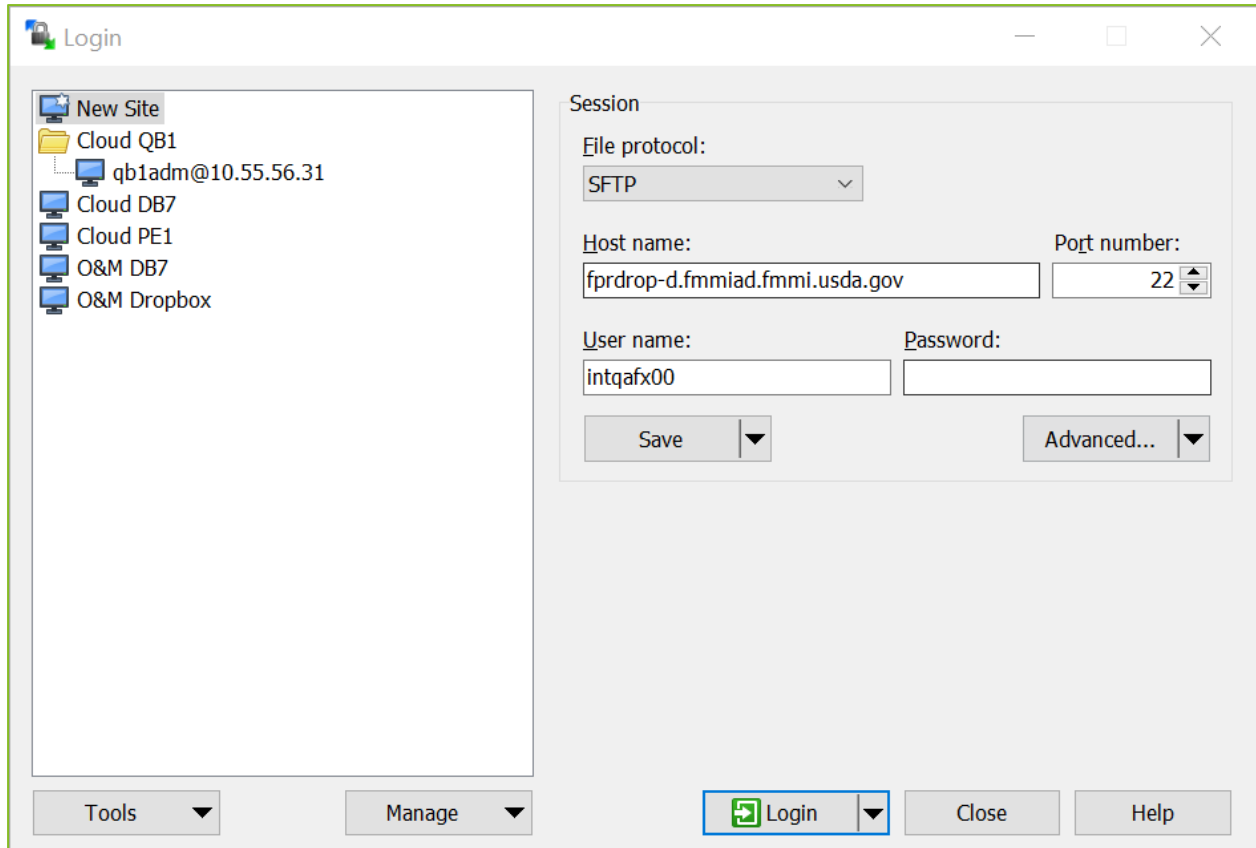 Login
New Site
Cloud QB1
qb1adm@10.55.56.31
Cloud DB7
Cloud PE1
O&M DB7
O&M Dropbox
Session
File protocol:
SFTP
Host name: Port number:
fprdrop-d.fmmiad.fmmi.usda.gov 22
User name: Password:
intqafx00
Save Advanced...
Tools Manage Login Close Help